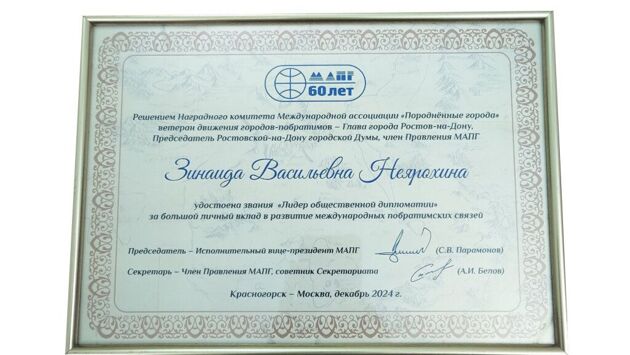 МАПГ
60 лет
Решением Наградного комитета Международной ассоциации «Породнённые города»
ветеран движения городов-побратимов – Глава города Ростов-на-Дону,
Председатель Ростовской-на-Дону городской Думы, член Правления МАПГ
Зинаида Васильевна Неярохина
удостоена звания «Лидер общественной дипломатии»
за большой личный вклад в развитие международных побратимских связей
Председатель – Исполнительный вице-президент МАПГ (С.В. Парамонов)
Секретарь – Член Правления МАПГ, советник Секретариата (А.И. Белов)
Красногорск – Москва, декабрь 2024 г.